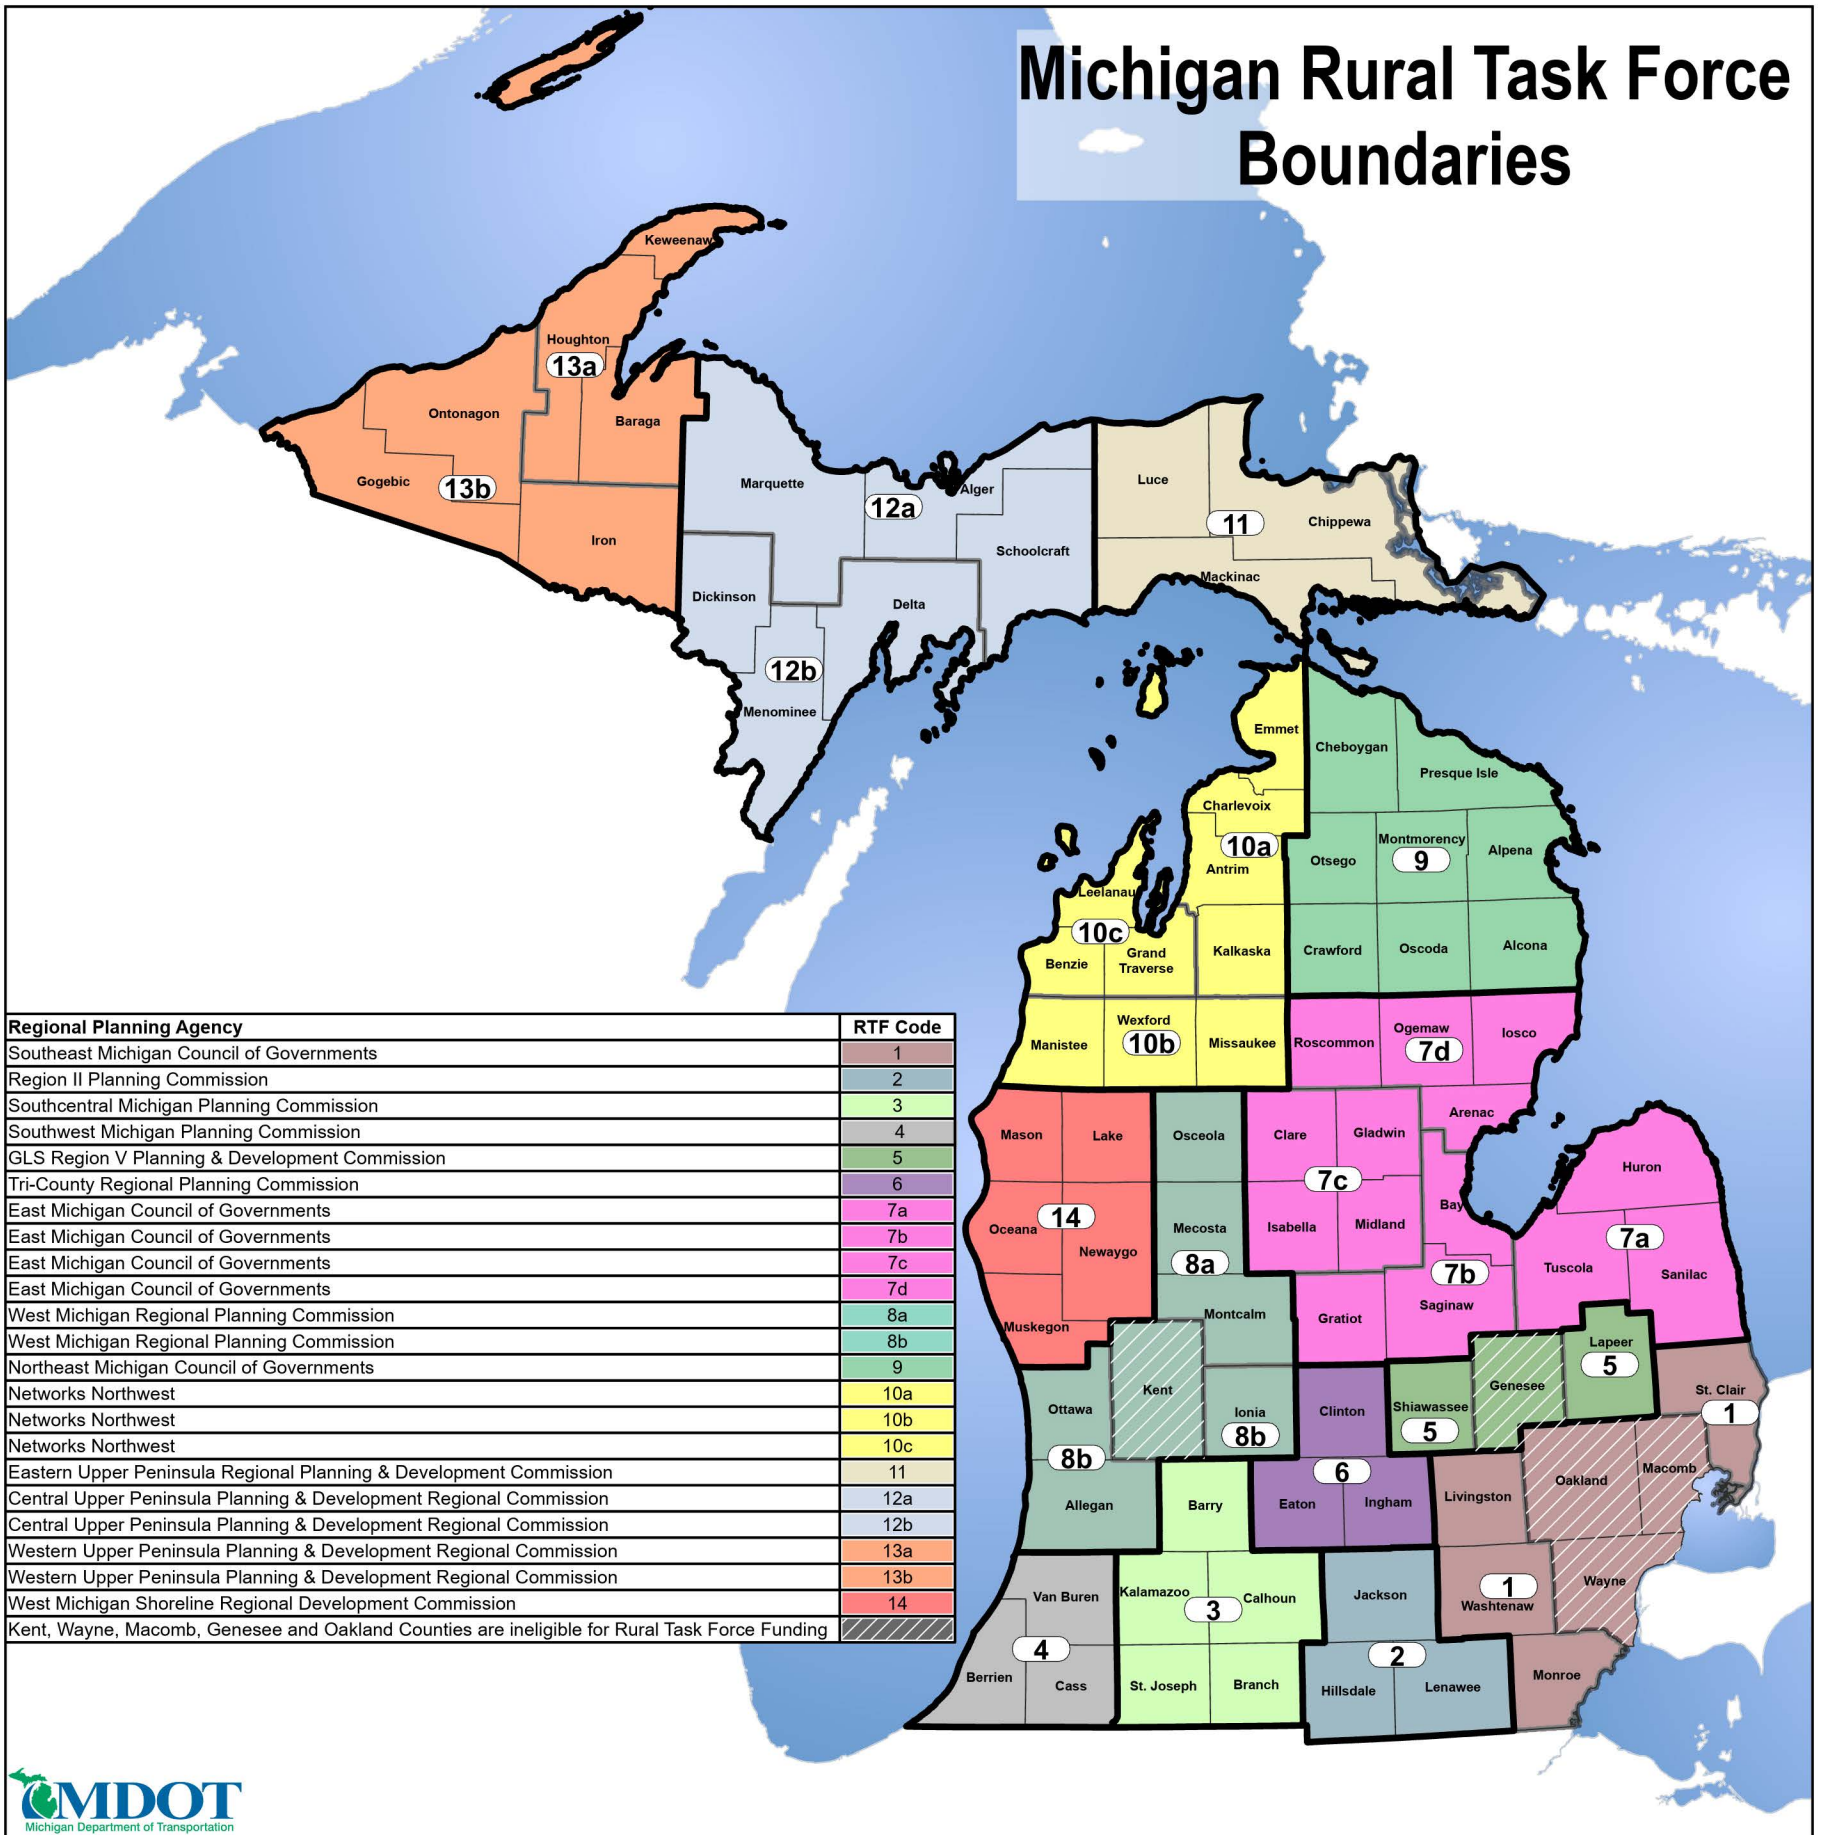 Michigan Rural Task Force
Boundaries
Keweenaw
Houghton
13a
Ontonagon
Baraga
Gogebic
13b
Iron
Marquette
12a
Alger
Schoolcraft
Dickinson
Delta
12b
Menominee
Luce
11
Chippewa
Mackinac
Emmet
Cheboygan
Presque Isle
Charlevoix
10a
Antrim
Otsego
Montmorency
9
Alpena
Leelanau
10c
Benzie
Grand
Traverse
Kalkaska
Crawford
Oscoda
Alcona
Manistee
Wexford
10b
Missaukee
Roscommon
Ogemaw
7d
Iosco
Mason
Lake
Osceola
Clare
Gladwin
Arenac
7c
Huron
Oceana
14
Newaygo
Mecosta
8a
Isabella
Midland
Bay
7a
Tuscola
Sanilac
7b
Saginaw
Muskegon
Montcalm
Gratiot
Lapeer
5
Kent
Genesee
St. Clair
1
Ottawa
Ionia
8b
Clinton
Shiawassee
5
8b
Allegan
Barry
6
Eaton
Ingham
Livingston
Oakland
Macomb
Van Buren
Kalamazoo
3
Calhoun
Jackson
1
Washtenaw
Wayne
4
Berrien
Cass
St. Joseph
Branch
2
Hillsdale
Lenawee
Monroe
Regional Planning Agency RTF Code
Southeast Michigan Council of Governments 1
Region II Planning Commission 2
Southcentral Michigan Planning Commission 3
Southwest Michigan Planning Commission 4
GLS Region V Planning & Development Commission 5
Tri-County Regional Planning Commission 6
East Michigan Council of Governments 7a
East Michigan Council of Governments 7b
East Michigan Council of Governments 7c
East Michigan Council of Governments 7d
West Michigan Regional Planning Commission 8a
West Michigan Regional Planning Commission 8b
Northeast Michigan Council of Governments 9
Networks Northwest 10a
Networks Northwest 10b
Networks Northwest 10c
Eastern Upper Peninsula Regional Planning & Development Commission 11
Central Upper Peninsula Planning & Development Regional Commission 12a
Central Upper Peninsula Planning & Development Regional Commission 12b
Western Upper Peninsula Planning & Development Regional Commission 13a
Western Upper Peninsula Planning & Development Regional Commission 13b
West Michigan Shoreline Regional Development Commission 14
Kent, Wayne, Macomb, Genesee and Oakland Counties are ineligible for Rural Task Force Funding
MDOT
Michigan Department of Transportation